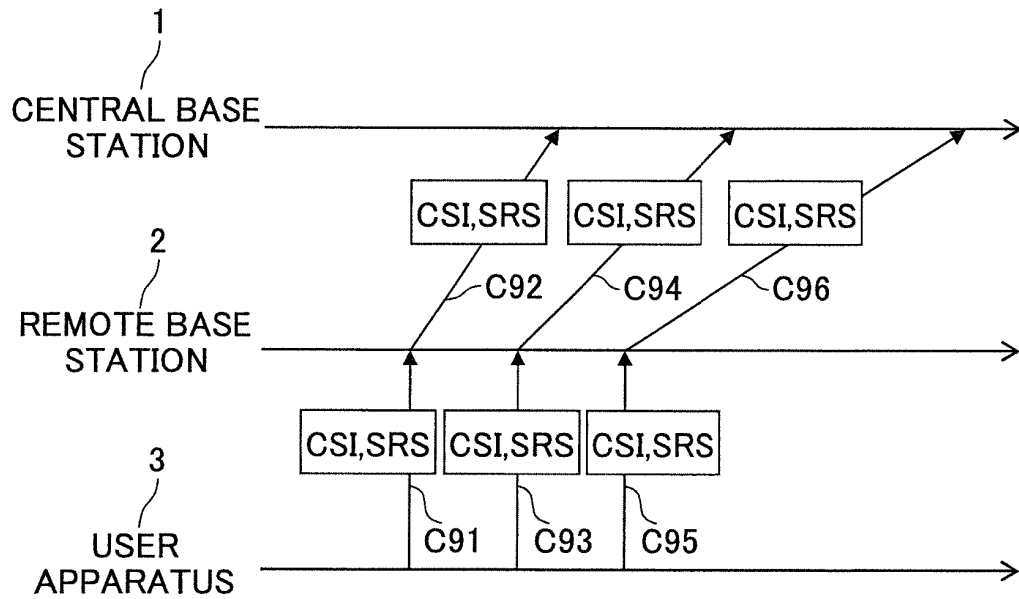 1
CENTRAL BASE
STATION
CSI,SRS CSI,SRS CSI,SRS
C92 C94 C96
2
REMOTE BASE
STATION
CSI,SRS CSI,SRS CSI,SRS
3
C91 C93 C95
USER
APPARATUS